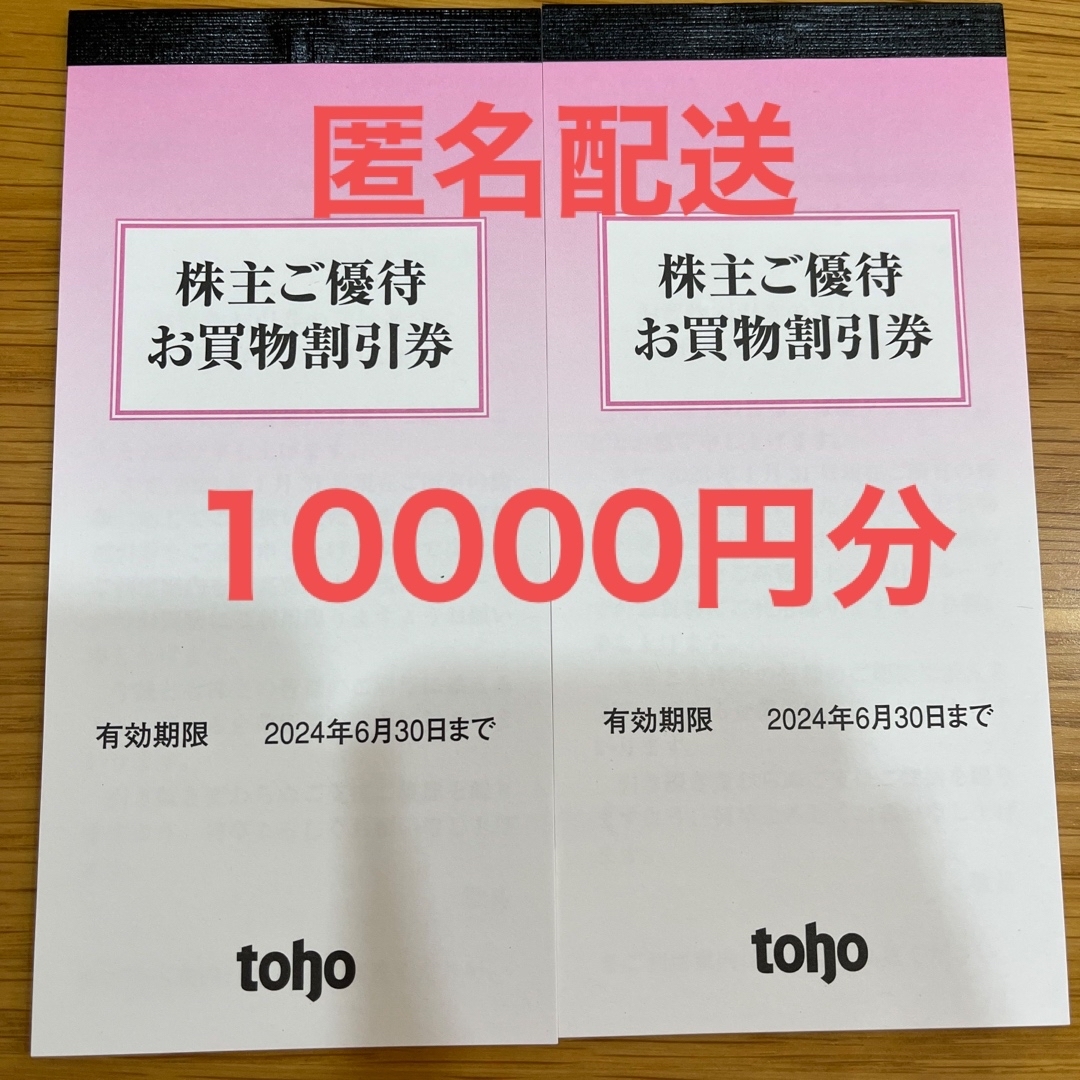 匿名配送
株主ご優待
お買物割引券
株主ご優待
お買物割引券
10000円分
有効期限 2024年6月30日まで
有効期限 2024年6月30日まで
toho
toho